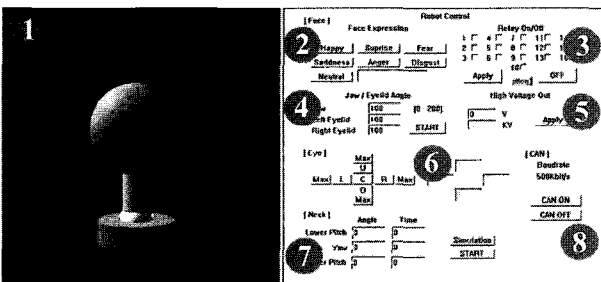 1
Robot Control
[Face]
Face Expression
Relay On/Off
2
Happy
Suprise
Fear
Saddness
Anger
Disgust
Neutral
1 4 7 11
2 5 8 12
3 6 9 13
10
3
Apply
OFF
4
Jaw / Eyelid Angle
100
[0 - 200]
Eyelid
100
Right Eyelid
100
START
High Voltage Out
0
V
KV
Apply
5
[Eye]
Max
U
Max L C R Max
D
Max
6
[CAN]
Baudrate
500Kbit/s
CAN ON
CAN OFF
[Neck]
Angle
Time
Lower Pitch
0
0
Yaw
0
0
Pitch
0
0
7
Simulation
START
8